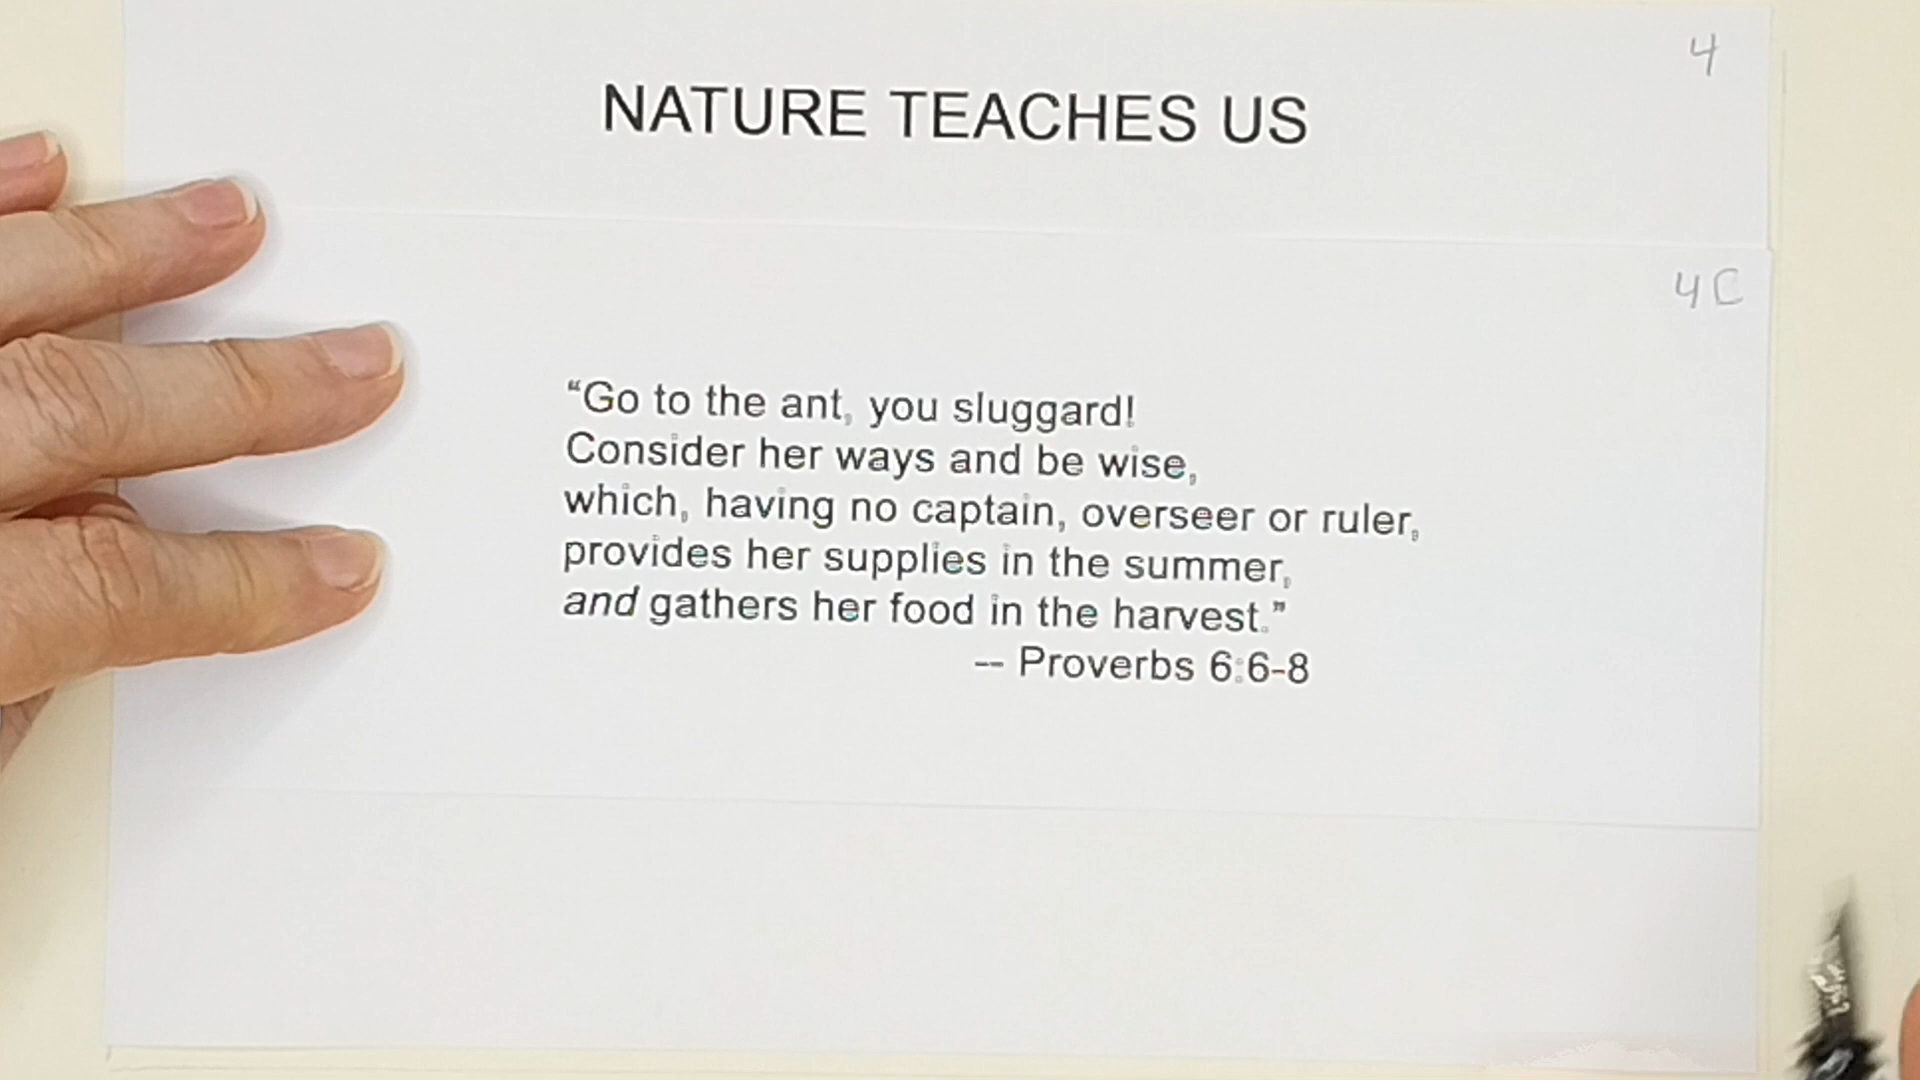 4
NATURE TEACHES US
4C
“Go to the ant, you sluggard!
Consider her ways and be wise,
which, having no captain, overseer or ruler,
provides her supplies in the summer,
and gathers her food in the harvest.”
-- Proverbs 6:6-8